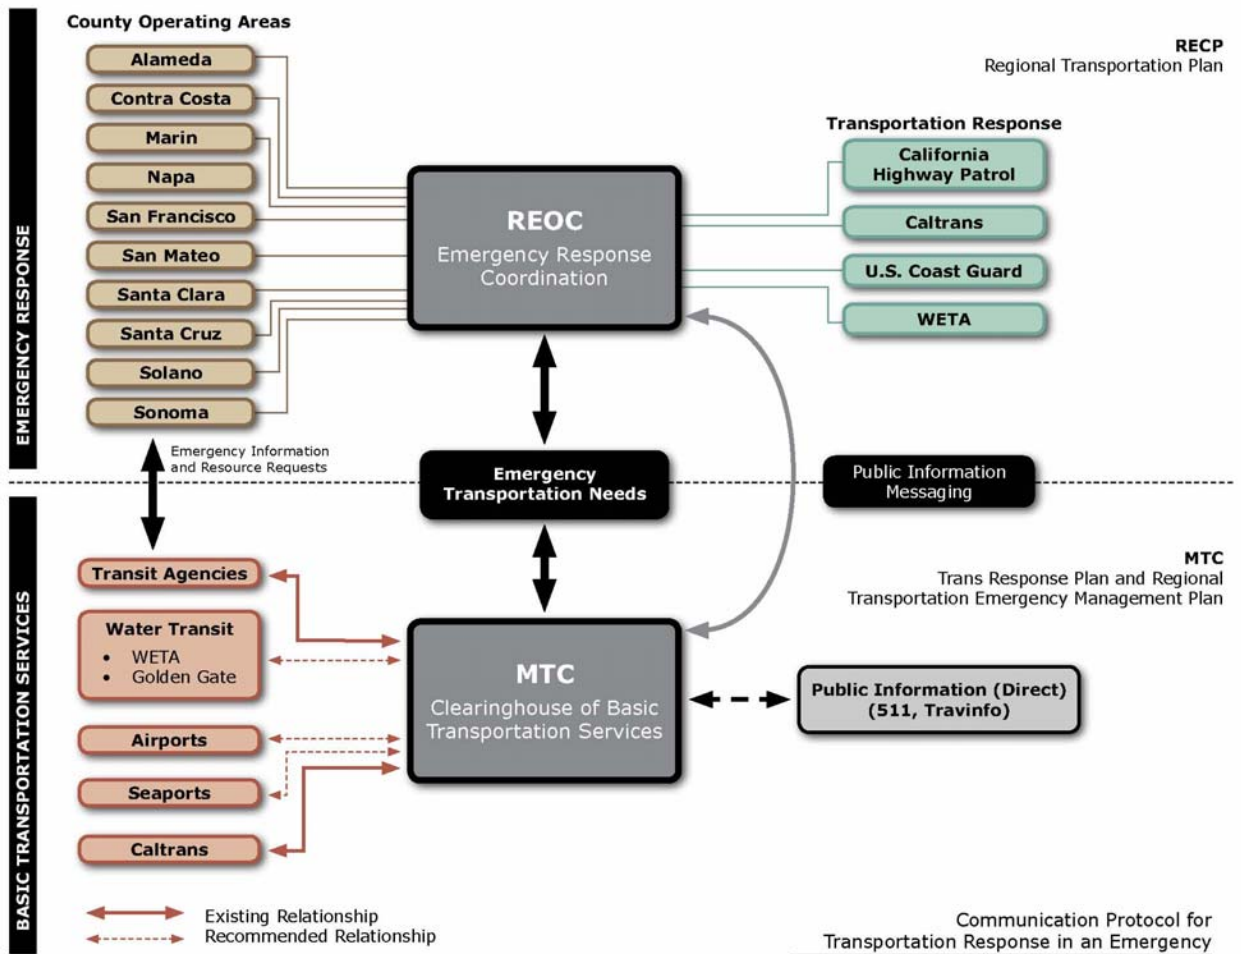 County Operating Areas
Alameda
Contra Costa
Marin
Napa
San Francisco
San Mateo
Santa Clara
Santa Cruz
Solano
Sonoma
EMERGENCY RESPONSE
RECP
Regional Transportation Plan
Transportation Response
California
Highway Patrol
Caltrans
U.S. Coast Guard
WETA
REOC
Emergency Response
Coordination
Emergency Information
and Resource Requests
Emergency
Transportation Needs
Public Information
Messaging
BASIC TRANSPORTATION SERVICES
Transit Agencies
Water Transit
• WETA
• Golden Gate
Airports
Seaports
Caltrans
MTC
Clearinghouse of Basic
Transportation Services
MTC
Trans Response Plan and Regional
Transportation Emergency Management Plan
Public Information (Direct)
(511, Travinfo)
Existing Relationship
Recommended Relationship
Communication Protocol for
Transportation Response in an Emergency